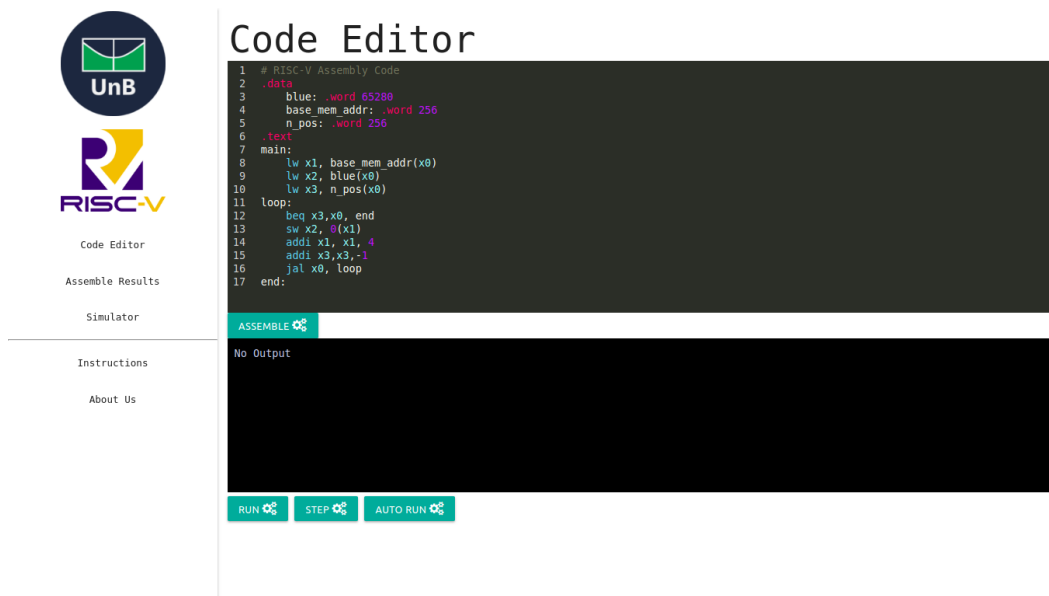 UnB
RISC-V
Code Editor
Assemble Results
Simulator
Instructions
About Us
Code Editor
1 # RISC-V Assembly Code
2 .data
3     blue: .word 65280
4     base_mem_addr: .word 256
5     n_pos: .word 256
6 .text
7 main:
8     lw x1, base_mem_addr(x0)
9     lw x2, blue(x0)
10     lw x3, n_pos(x0)
11 loop:
12     beq x3,x0, end
13     sw x2, 0(x1)
14     addi x1, x1, 4
15     addi x3,x3,-1
16     jal x0, loop
17 end:
ASSEMBLE
No Output
RUN STEP AUTO RUN